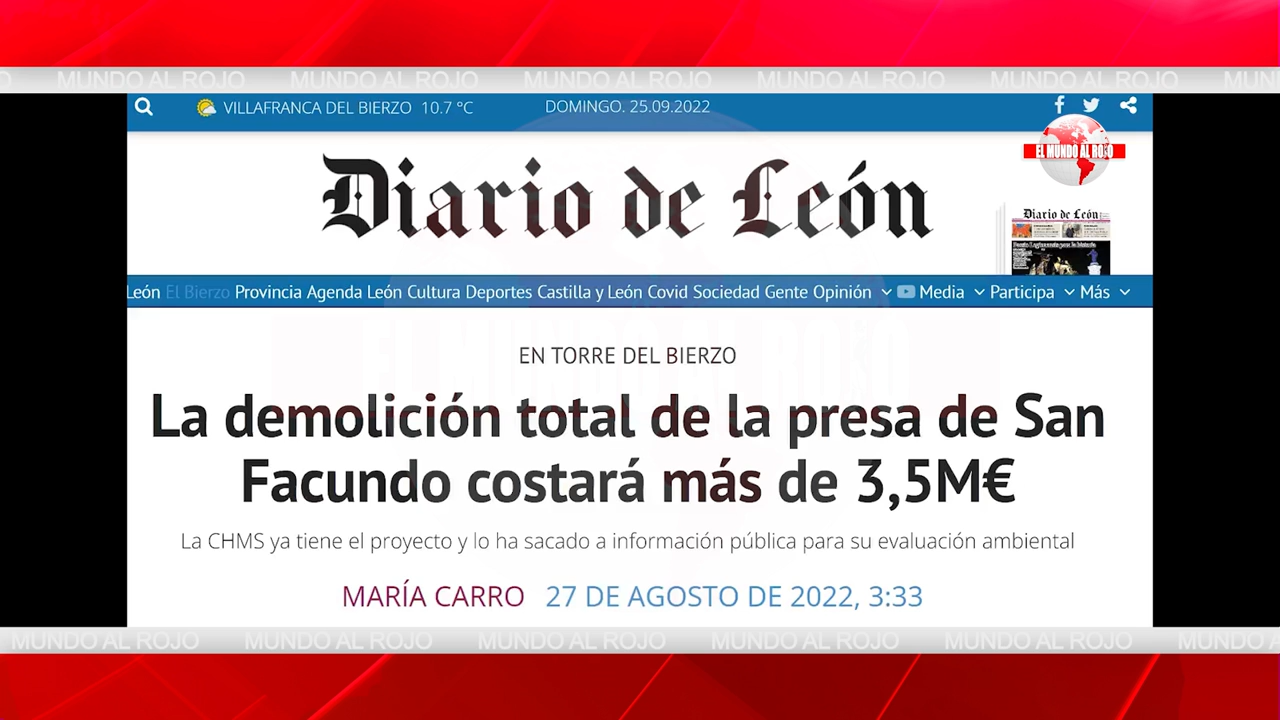 MUNDO AL ROJO MUNDO AL ROJO MUNDO AL ROJO MUNDO AL ROJO MUNDO AL ROJO
VILLAFRANCA DEL BIERZO 10.7 °C DOMINGO. 25.09.2022
EL MUNDO AL ROJO
Diario de León
Diario de León
León El Bierzo Provincia Agenda León Cultura Deportes Castilla y León Covid Sociedad Gente Opinión Media Participa Más
EL MUNDO AL ROJO
EN TORRE DEL BIERZO
La demolición total de la presa de San
Facundo costará más de 3,5M€
La CHMS ya tiene el proyecto y lo ha sacado a información pública para su evaluación ambiental
MARÍA CARRO 27 DE AGOSTO DE 2022, 3:33
MUNDO AL ROJO MUNDO AL ROJO MUNDO AL ROJO MUNDO AL ROJO MUNDO AL ROJO MUNDO A